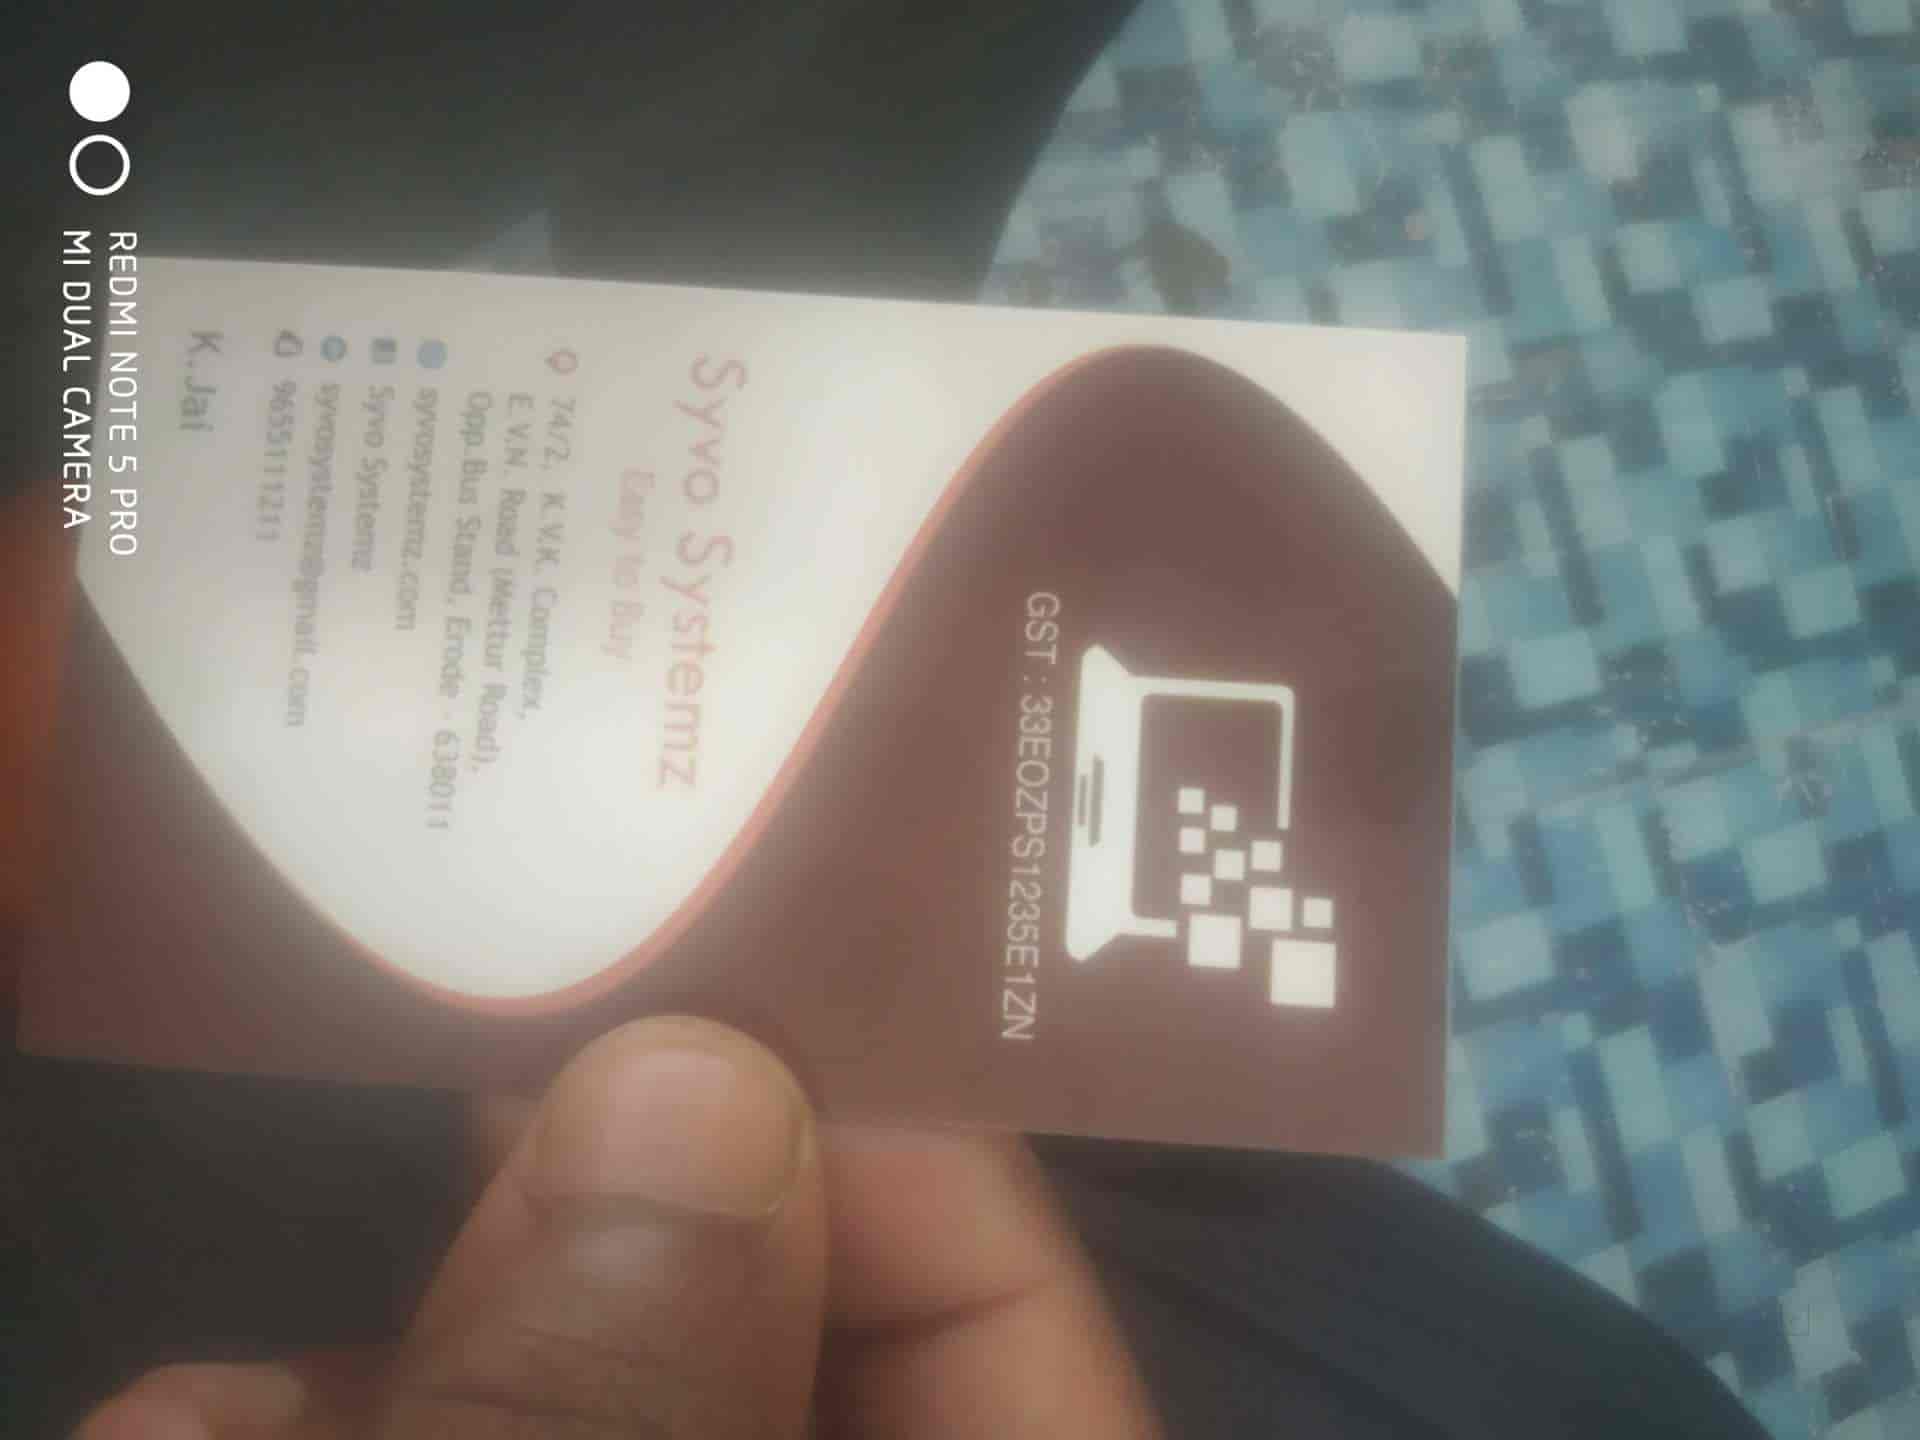 GST : 33EOZPS1235E1ZN
Syvo Systemz
Easy to Buy
74/2, K.V.K. Complex,
E.V.N. Road (Mettur Road),
Opp.Bus Stand, Erode - 638011
syvosystemz.com
Syvo Systemz
syvosystemz@gmail.com
9655111211
K.Jai
REDMI NOTE 5 PRO
MI DUAL CAMERA